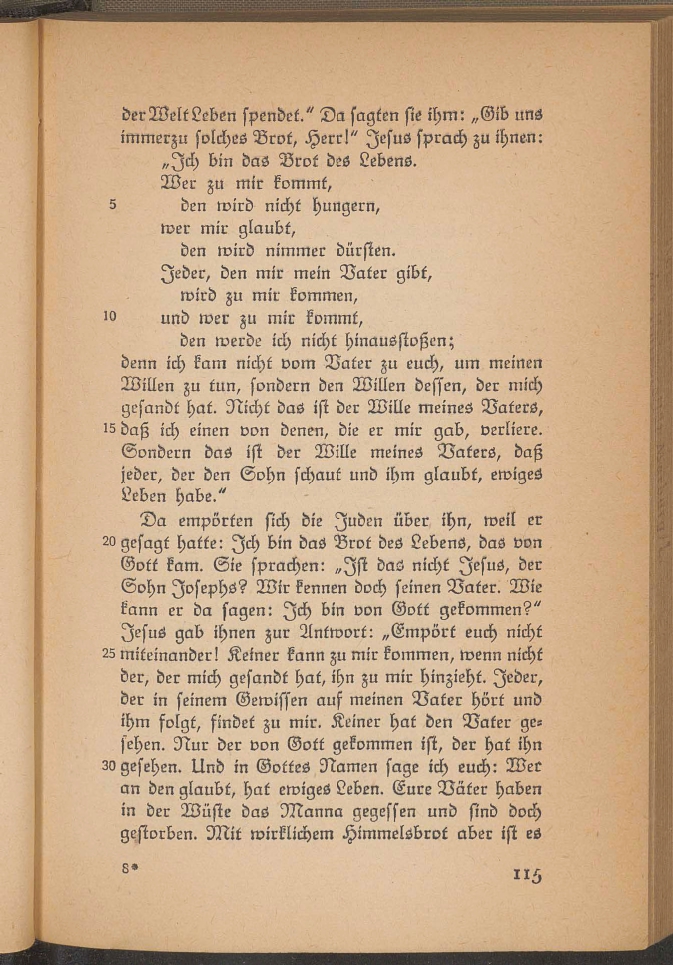 der Welt Leben spendet.“ Da sagten sie ihm: „Gib uns
immerzu solches Brot, Herr!“ Jesus sprach zu ihnen:
„Ich bin das Brot des Lebens.
Wer zu mir kommt,
5 den wird nicht hungern,
wer mir glaubt,
den wird nimmer dürsten.
Jeder, den mir mein Vater gibt,
wird zu mir kommen,
10 und wer zu mir kommt,
den werde ich nicht hinausstoßen;
denn ich kam nicht vom Vater zu euch, um meinen
Willen zu tun, sondern den Willen dessen, der mich
gesandt hat. Nicht das ist der Wille meines Vaters,
15 daß ich einen von denen, die er mir gab, verliere.
Sondern das ist der Wille meines Vaters, daß
jeder, der den Sohn schaut und ihm glaubt, ewiges
Leben habe.“
Da empörten sich die Juden über ihn, weil er
20 gesagt hatte: Ich bin das Brot des Lebens, das von
Gott kam. Sie sprachen: „Ist das nicht Jesus, der
Sohn Josephs? Wir kennen doch seinen Vater. Wie
kann er da sagen: Ich bin von Gott gekommen?“
Jesus gab ihnen zur Antwort: „Empört euch nicht
25 miteinander! Keiner kann zu mir kommen, wenn nicht
der, der mich gesandt hat, ihn zu mir hinzieht. Jeder,
der in seinem Gewissen auf meinen Vater hört und
ihm folgt, findet zu mir. Keiner hat den Vater ge-
sehen. Nur der von Gott gekommen ist, der hat ihn
30 gesehen. Und in Gottes Namen sage ich euch: Wer
an den glaubt, hat ewiges Leben. Eure Väter haben
in der Wüste das Manna gegessen und sind doch
gestorben. Mit wirklichem Himmelsbrot aber ist es
8*
115